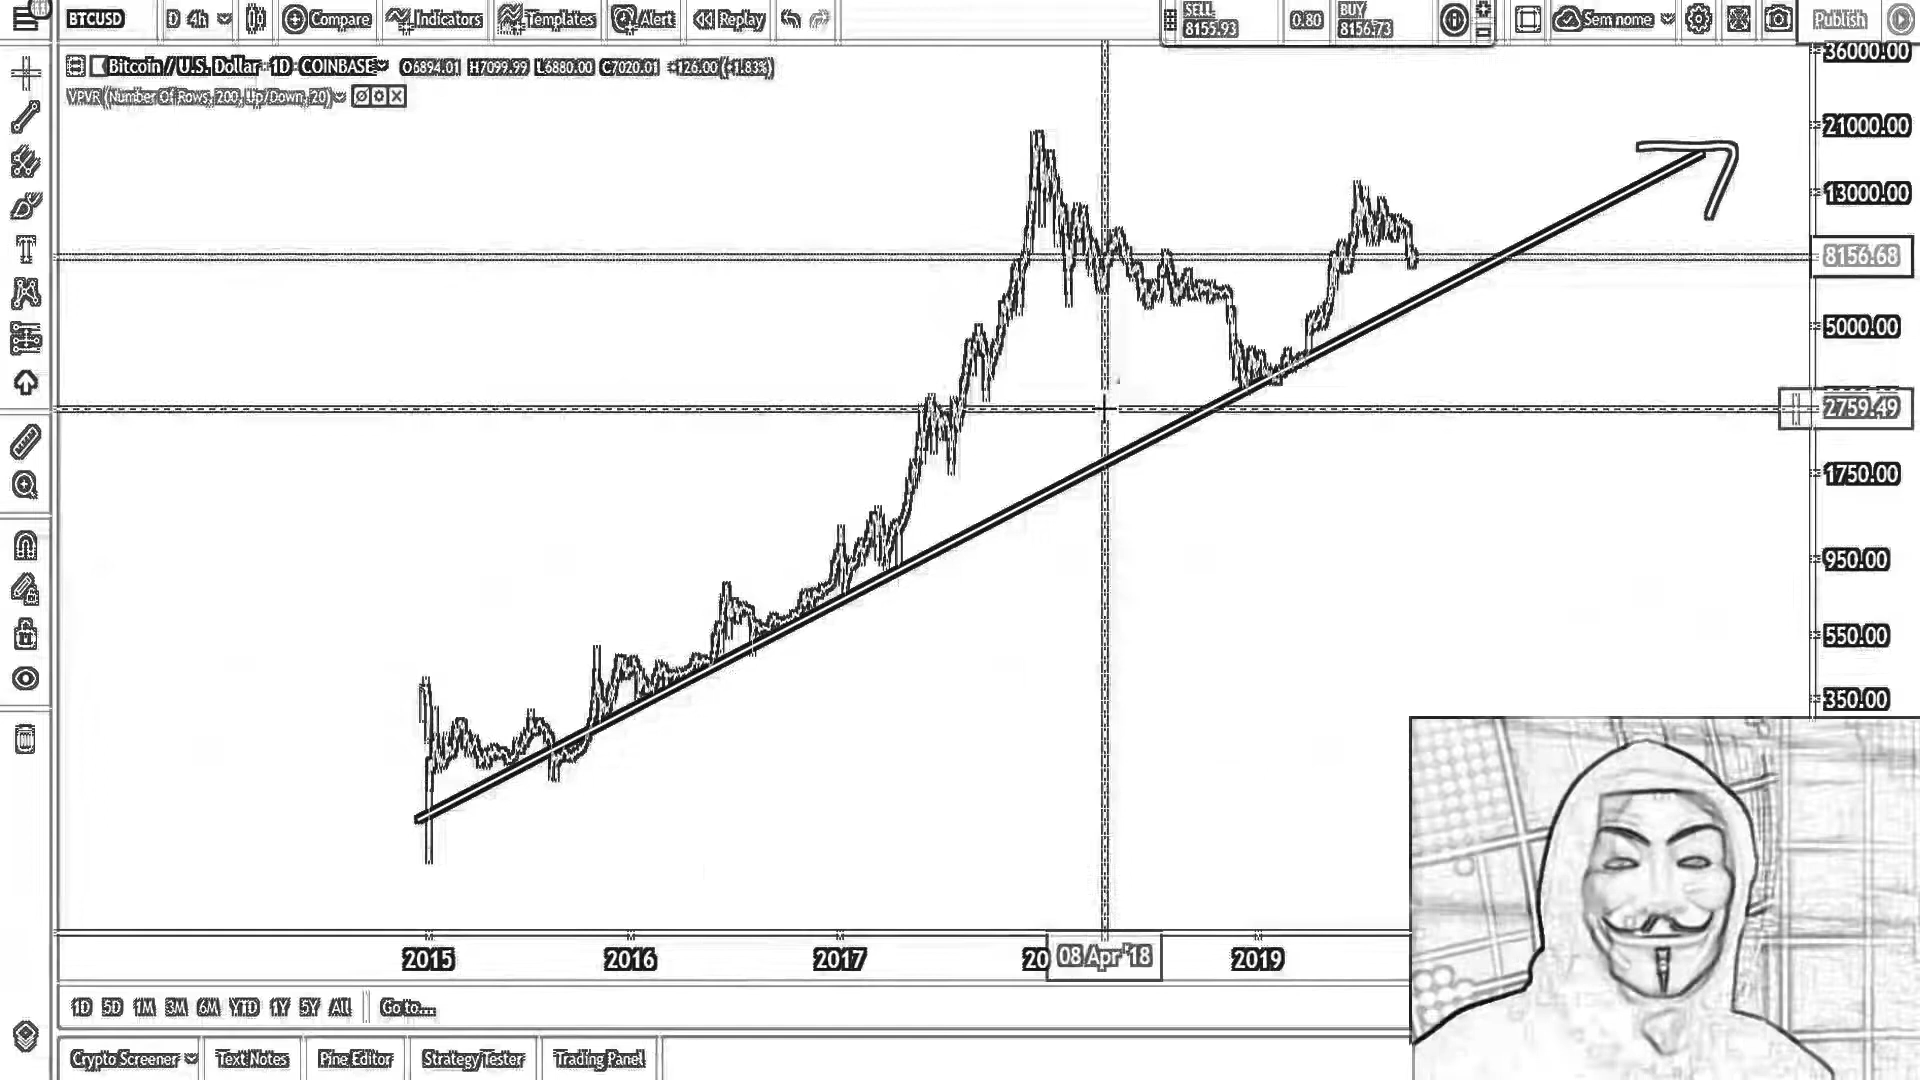 BTCUSD D 4h Compare Indicators Templates Alert Replay
SELL 8155.93 0.80 BUY 8156.73
Sem nome Publish
Bitcoin / U.S. Dollar 1D COINBASE O6894.01 H7099.99 L6880.00 C7020.01 +126.00 (+1.83%)
VPVR (Number Of Rows, 200, Up/Down, 20)
36000.00
21000.00
13000.00
8156.68
5000.00
2759.49
1750.00
950.00
550.00
350.00
2015 2016 2017 20 08 Apr '18 2019
1D 5D 1M 3M 6M YTD 1Y 5Y All Go to...
Crypto Screener Text Notes Pine Editor Strategy Tester Trading Panel